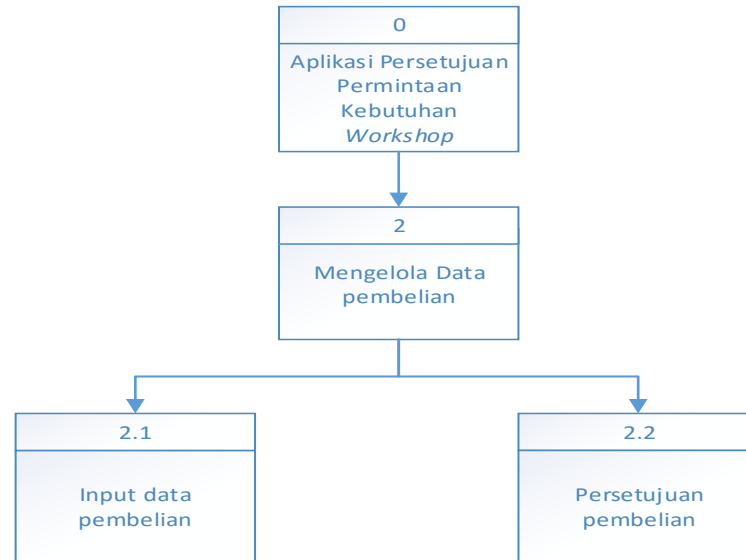 0
Aplikasi Persetujuan
Permintaan
Kebutuhan
Workshop
2
Mengelola Data
pembelian
2.1
Input data
pembelian
2.2
Persetujuan
pembelian